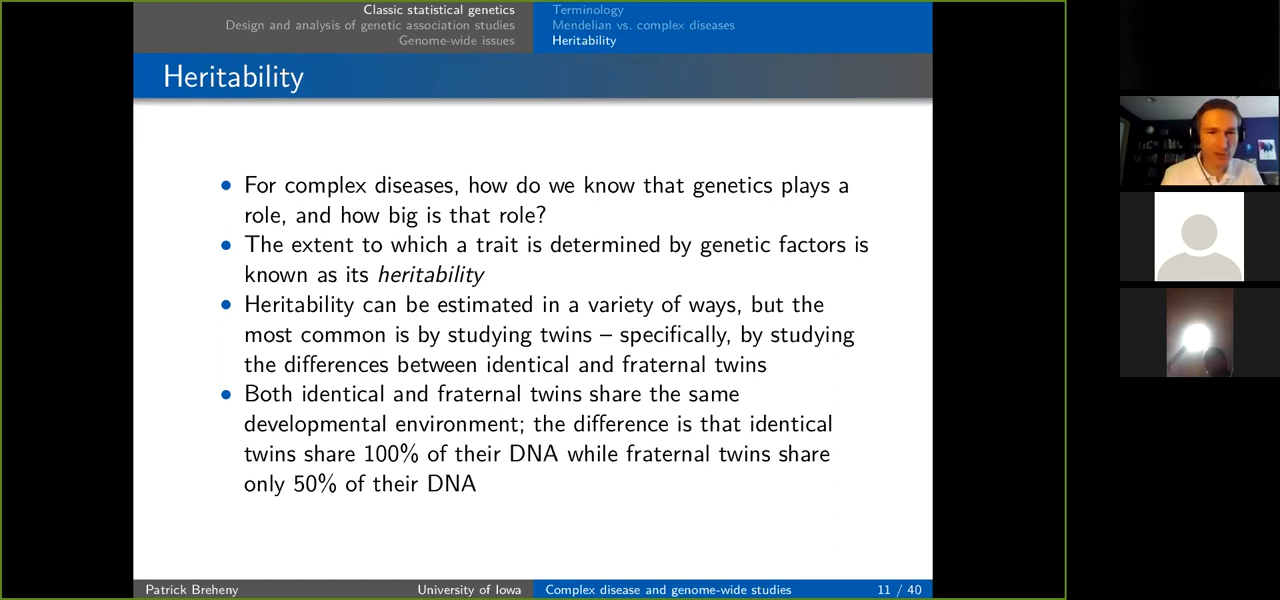 Classic statistical genetics
Design and analysis of genetic association studies
Genome-wide issues
Terminology
Mendelian vs. complex diseases
Heritability
Heritability
• For complex diseases, how do we know that genetics plays a
role, and how big is that role?
• The extent to which a trait is determined by genetic factors is
known as its heritability
• Heritability can be estimated in a variety of ways, but the
most common is by studying twins – specifically, by studying
the differences between identical and fraternal twins
• Both identical and fraternal twins share the same
developmental environment; the difference is that identical
twins share 100% of their DNA while fraternal twins share
only 50% of their DNA
Patrick Breheny
University of Iowa
Complex disease and genome-wide studies
11 / 40